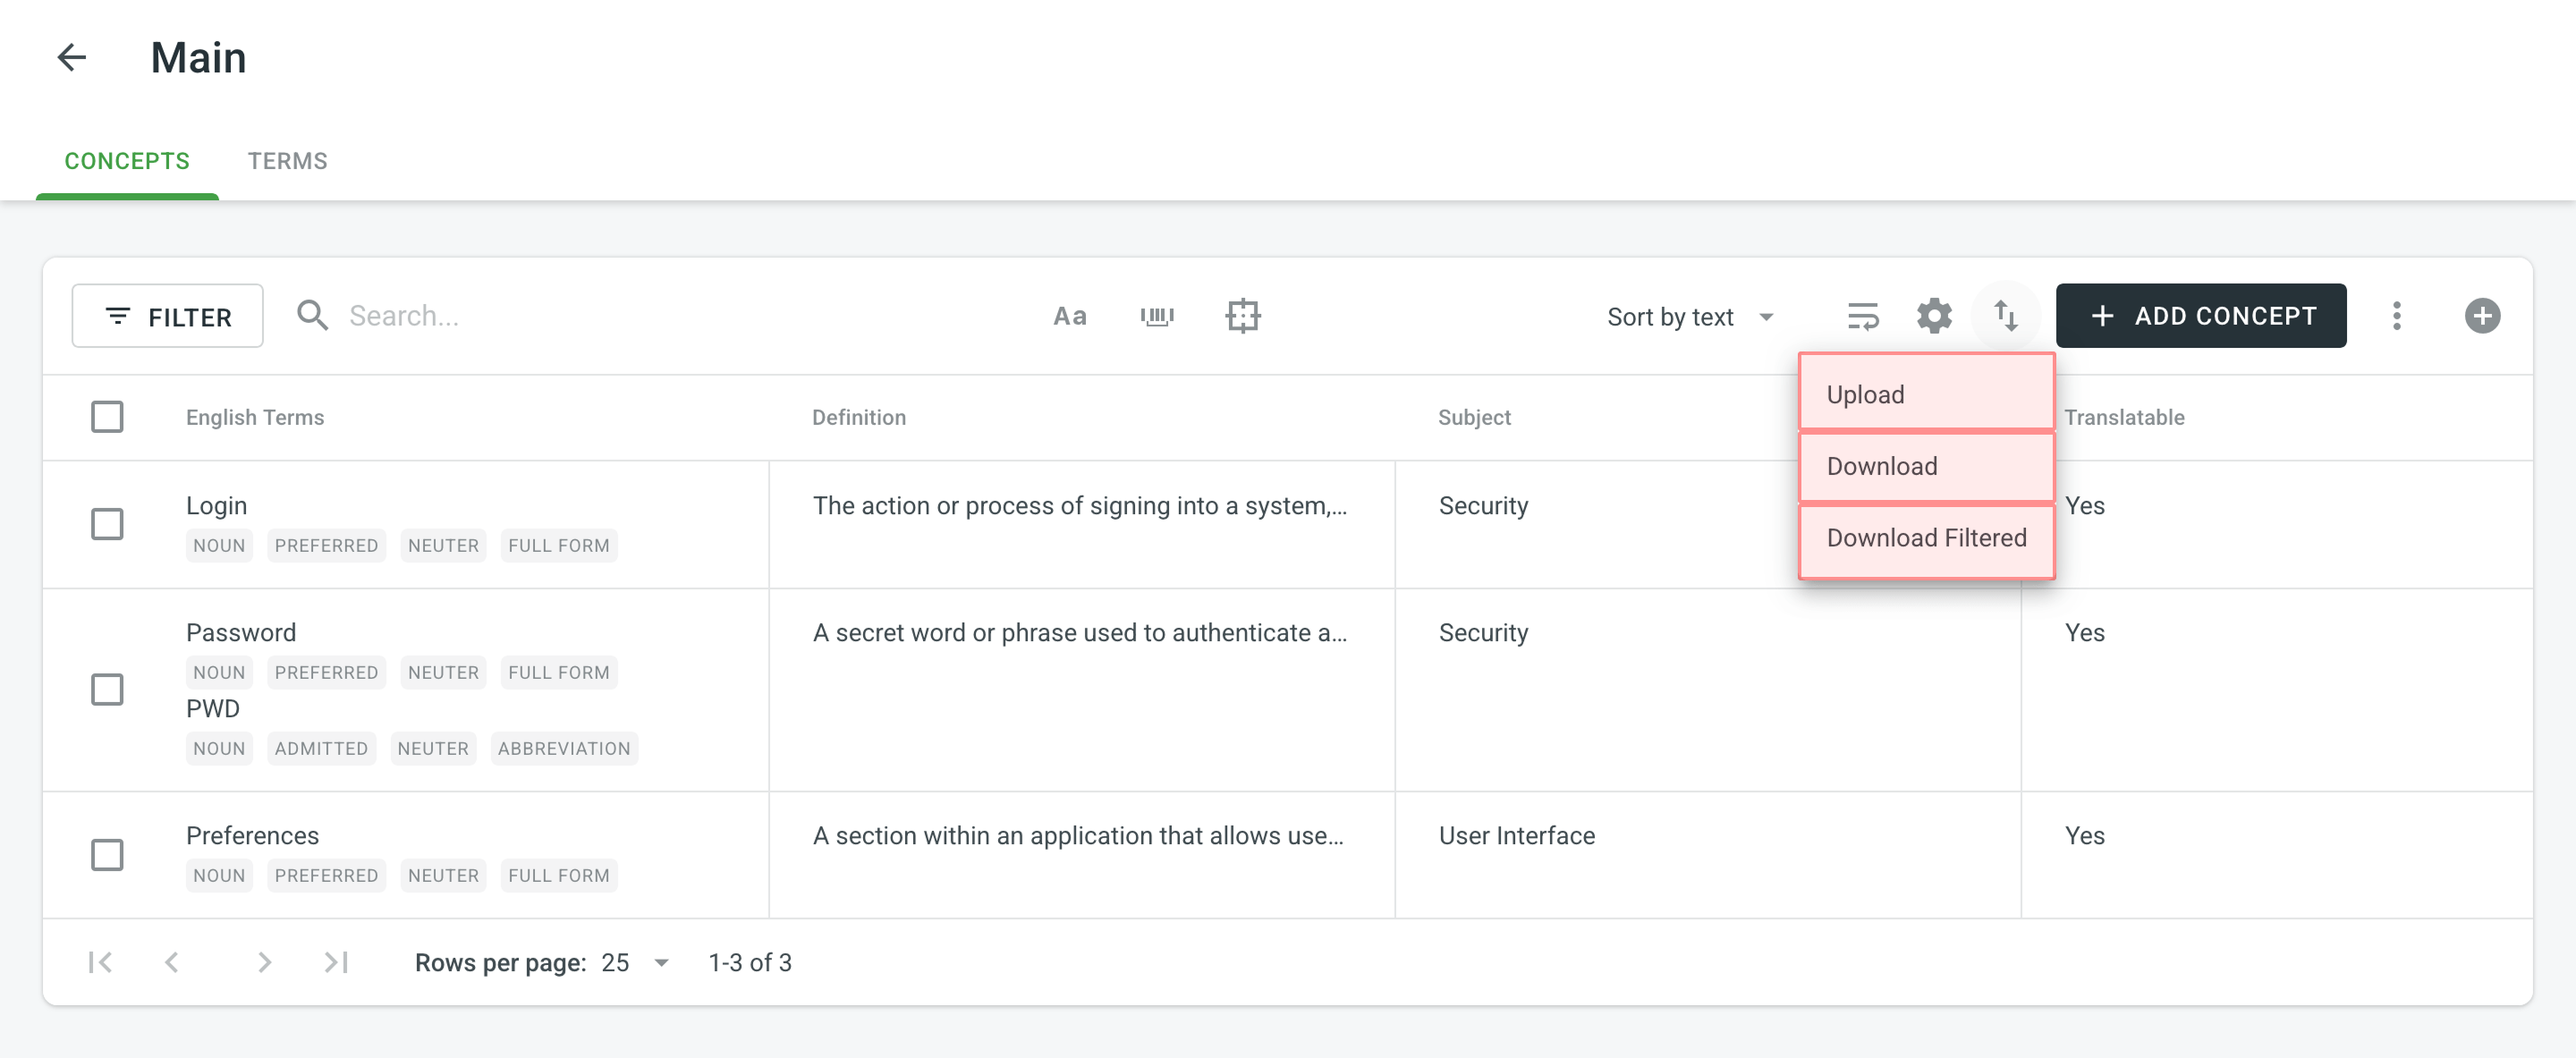 Main
CONCEPTS TERMS
FILTER Search... Aa Sort by text ADD CONCEPT
Upload
Download
Download Filtered
English Terms Definition Subject Translatable
Login The action or process of signing into a system,... Security Yes
NOUN PREFERRED NEUTER FULL FORM
Password A secret word or phrase used to authenticate a... Security Yes
NOUN PREFERRED NEUTER FULL FORM
PWD
NOUN ADMITTED NEUTER ABBREVIATION
Preferences A section within an application that allows use... User Interface Yes
NOUN PREFERRED NEUTER FULL FORM
Rows per page: 25 1-3 of 3